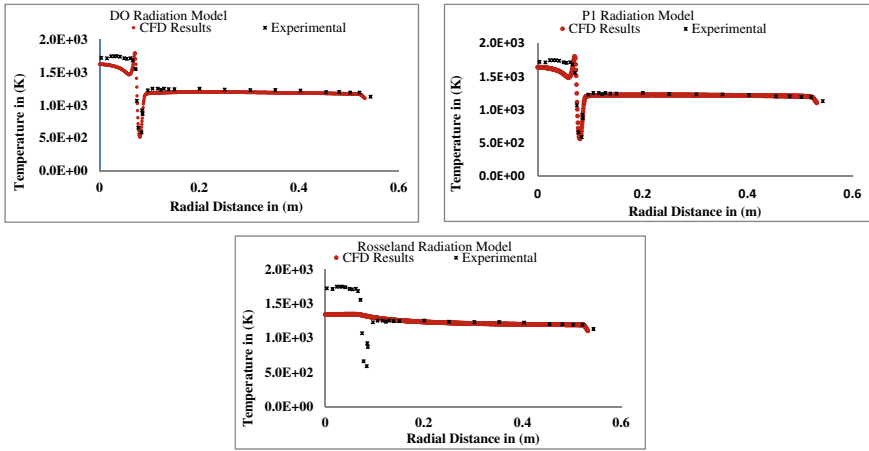 DO Radiation Model
CFD Results Experimental
2.0E+03
1.5E+03
1.0E+03
5.0E+02
0.0E+00
Temperature in (K)
0 0.2 0.4 0.6
Radial Distance in (m)
P1 Radiation Model
CFD Results Experimental
2.0E+03
1.5E+03
1.0E+03
5.0E+02
0.0E+00
Temperature in (K)
0 0.2 0.4 0.6
Radial Distance in (m)
Rosseland Radiation Model
CFD Results Experimental
2.0E+03
1.5E+03
1.0E+03
5.0E+02
0.0E+00
Temperature in (K)
0 0.2 0.4 0.6
Radial Distance in (m)